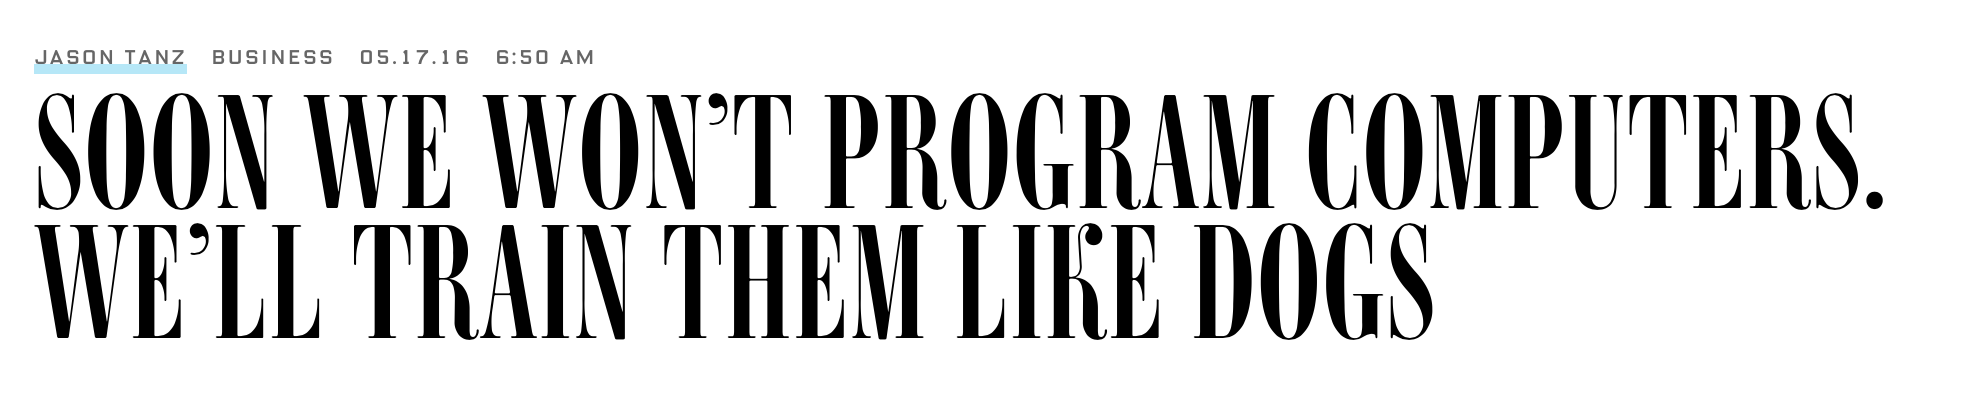 JASON TANZ BUSINESS 05.17.16 6:50 AM
SOON WE WON’T PROGRAM COMPUTERS.
WE’LL TRAIN THEM LIKE DOGS